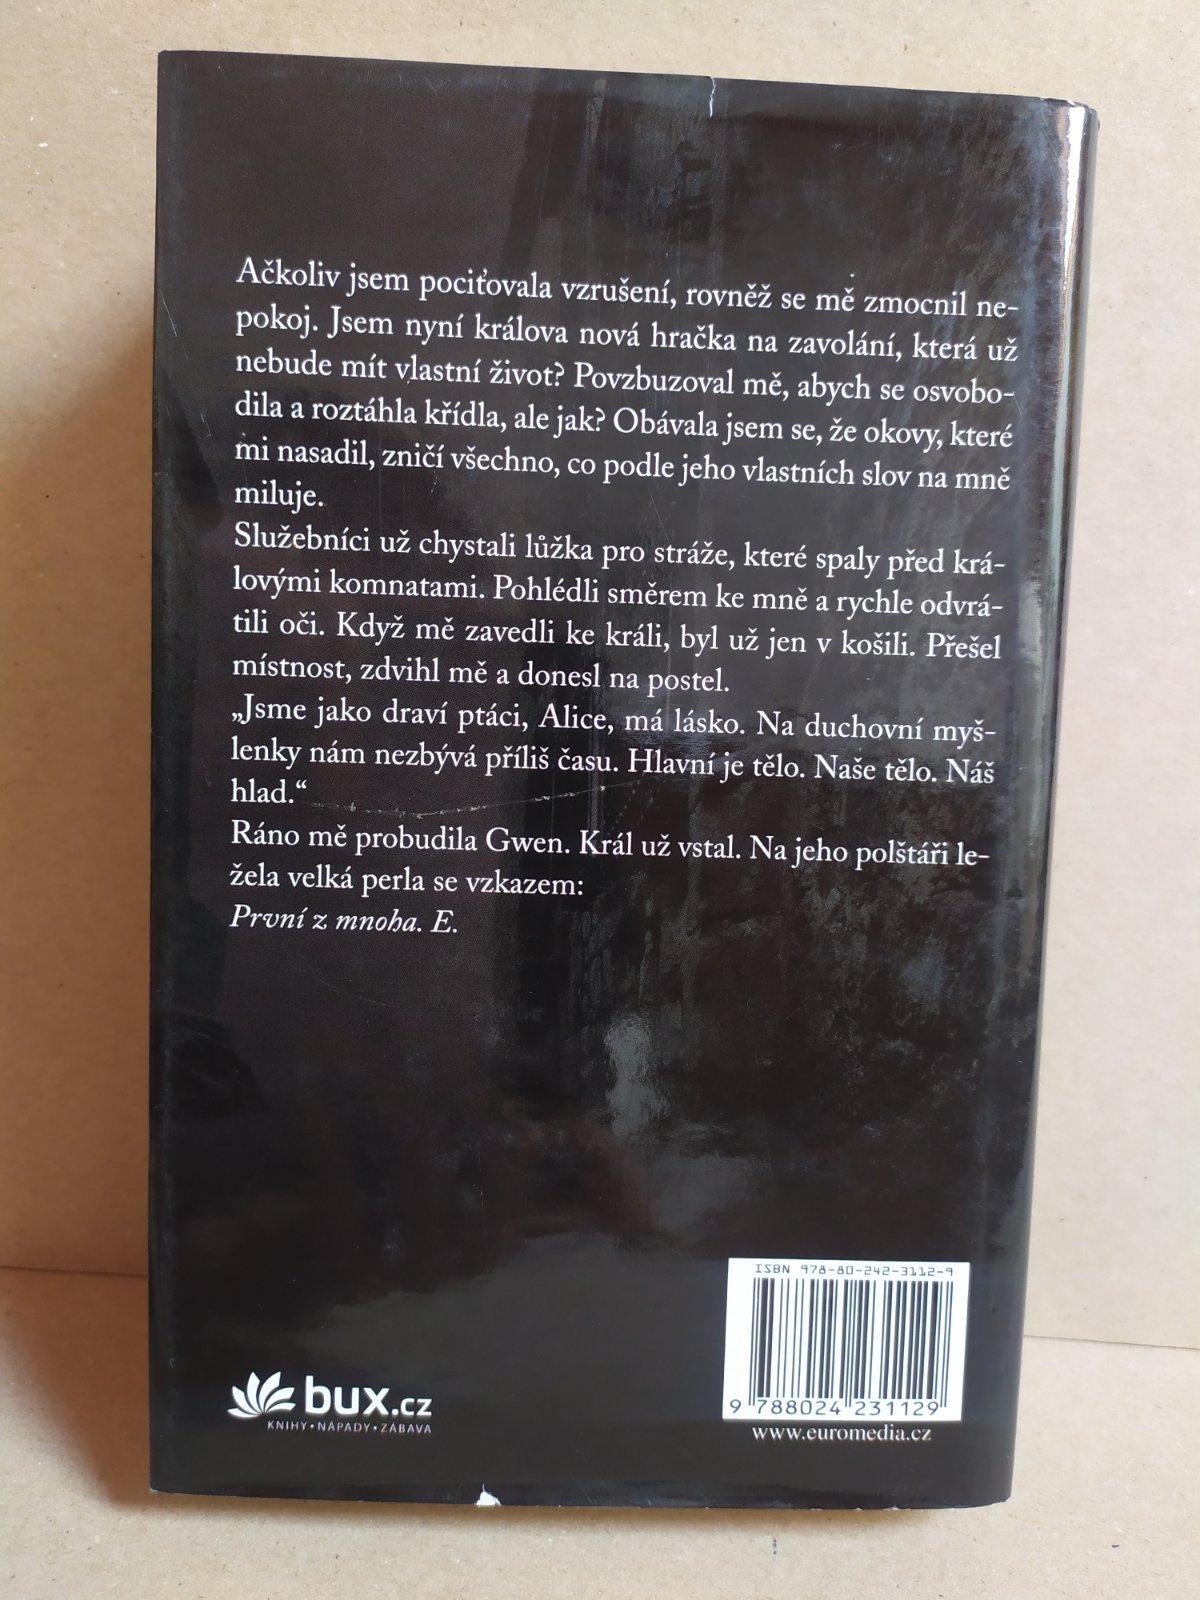 Ačkoliv jsem pociťovala vzrušení, rovněž se mě zmocnil ne-
pokoj. Jsem nyní králova nová hračka na zavolání, která už
nebude mít vlastní život? Povzbuzoval mě, abych se osvobo-
dila a roztáhla křídla, ale jak? Obávala jsem se, že okovy, které
mi nasadil, zničí všechno, co podle jeho vlastních slov na mně
miluje.
Služebníci už chystali lůžka pro stráže, které spaly před krá-
lovými komnatami. Pohlédli směrem ke mně a rychle odvrá-
tili oči. Když mě zavedli ke králi, byl už jen v košili. Přešel
místnost, zdvihl mě a donesl na postel.
„Jsme jako draví ptáci, Alice, má lásko. Na duchovní myš-
lenky nám nezbývá příliš času. Hlavní je tělo. Naše tělo. Náš
hlad.“
Ráno mě probudila Gwen. Král už vstal. Na jeho polštáři le-
žela velká perla se vzkazem:
První z mnoha. E.
ISBN 978-80-242-3112-9
9 788024 231129
www.euromedia.cz
bux.cz
KNIHY•NÁPADY•ZÁBAVA